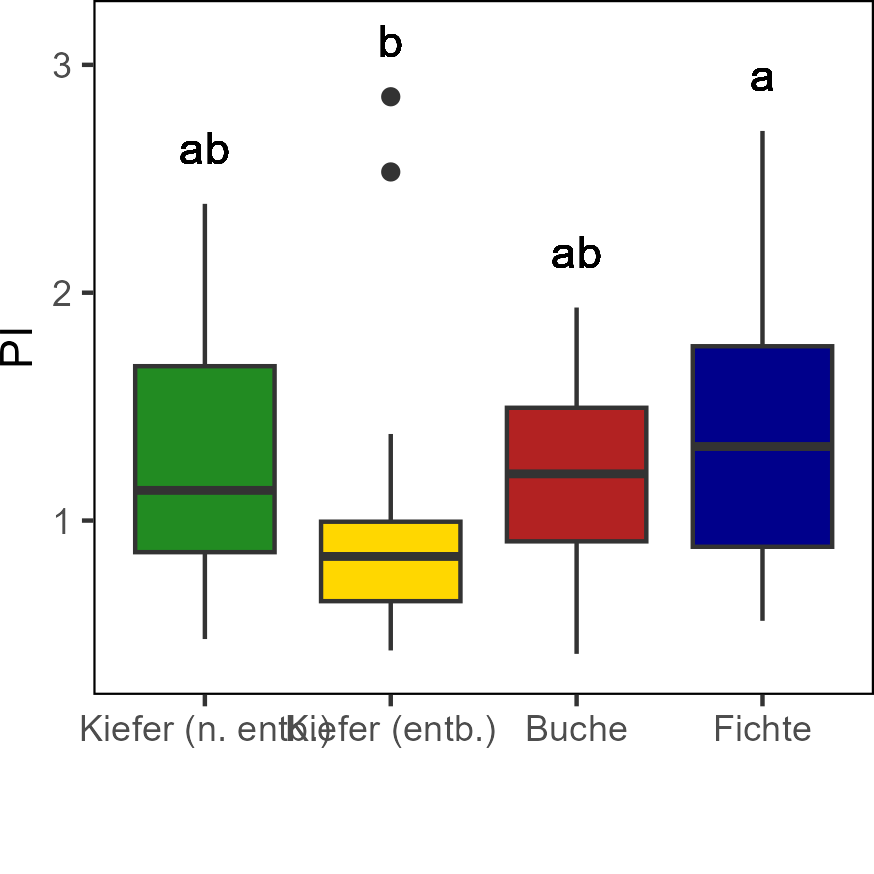 b
3
a
ab
ab
2
PI
1
Kiefer (n. entb.)
Kiefer (entb.)
Buche
Fichte